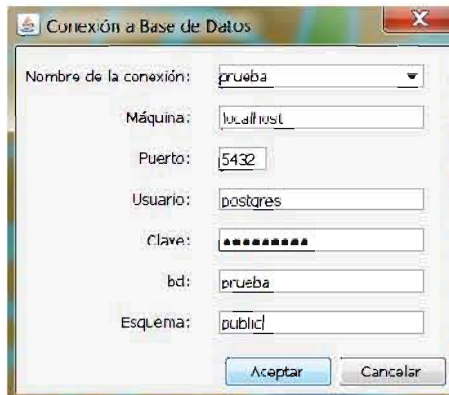 Conexión a Base de Datos
Nombre de la conexión: prueba
Máquina: localhost
Puerto: 5432
Usuario: postgres
Clave: •••••••••
bd: prueba
Esquema: public
Aceptar Cancelar